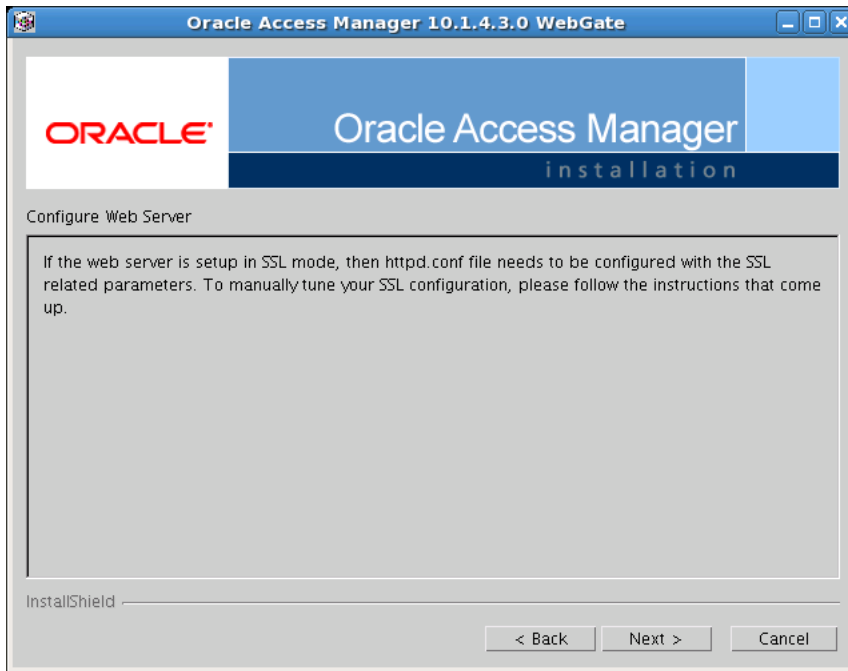 Oracle Access Manager 10.1.4.3.0 WebGate
ORACLE
Oracle Access Manager
installation
Configure Web Server
If the web server is setup in SSL mode, then httpd.conf file needs to be configured with the SSL
related parameters. To manually tune your SSL configuration, please follow the instructions that come
up.
InstallShield
< Back
Next >
Cancel